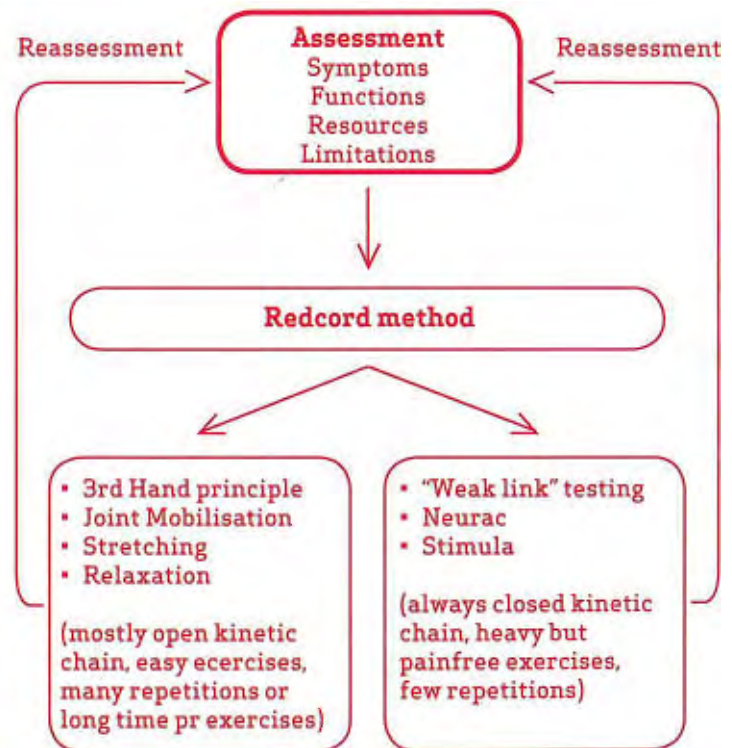 Reassessment
Assessment
Symptoms
Functions
Resources
Limitations
Reassessment
Redcord method
▪ 3rd Hand principle
▪ Joint Mobilisation
▪ Stretching
▪ Relaxation
(mostly open kinetic
chain, easy ecercises,
many repetitions or
long time pr exercises)
▪ "Weak link" testing
▪ Neurac
▪ Stimula
(always closed kinetic
chain, heavy but
painfree exercises,
few repetitions)